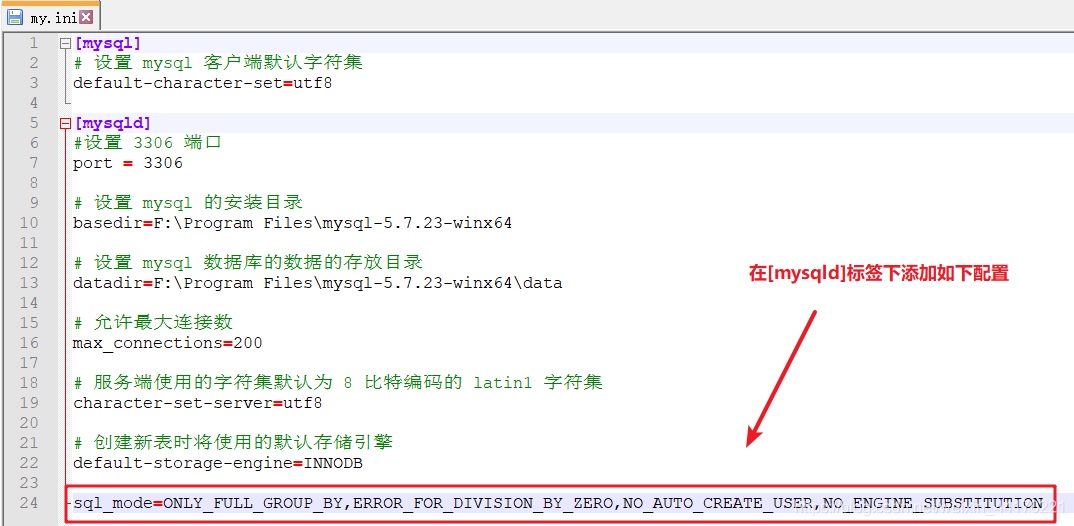 my.ini
1 [mysql]
2 # 设置 mysql 客户端默认字符集
3 default-character-set=utf8
4
5 [mysqld]
6 #设置 3306 端口
7 port = 3306
8
9 # 设置 mysql 的安装目录
10 basedir=F:\Program Files\mysql-5.7.23-winx64
11
12 # 设置 mysql 数据库的数据的存放目录
13 datadir=F:\Program Files\mysql-5.7.23-winx64\data
在[mysqld]标签下添加如下配置
14
15 # 允许最大连接数
16 max_connections=200
17
18 # 服务端使用的字符集默认为 8 比特编码的 latin1 字符集
19 character-set-server=utf8
20
21 # 创建新表时将使用的默认存储引擎
22 default-storage-engine=INNODB
23
24 sql_mode=ONLY_FULL_GROUP_BY,ERROR_FOR_DIVISION_BY_ZERO,NO_AUTO_CREATE_USER,NO_ENGINE_SUBSTITUTION